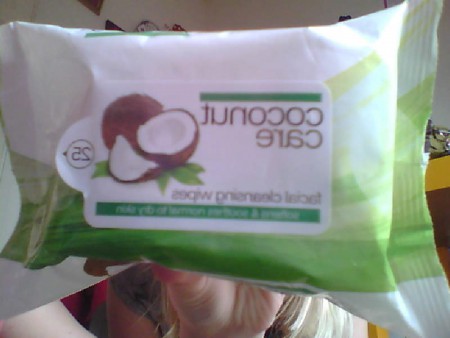 coconut
care
25
facial cleansing wipes
softens & soothes normal to dry skin